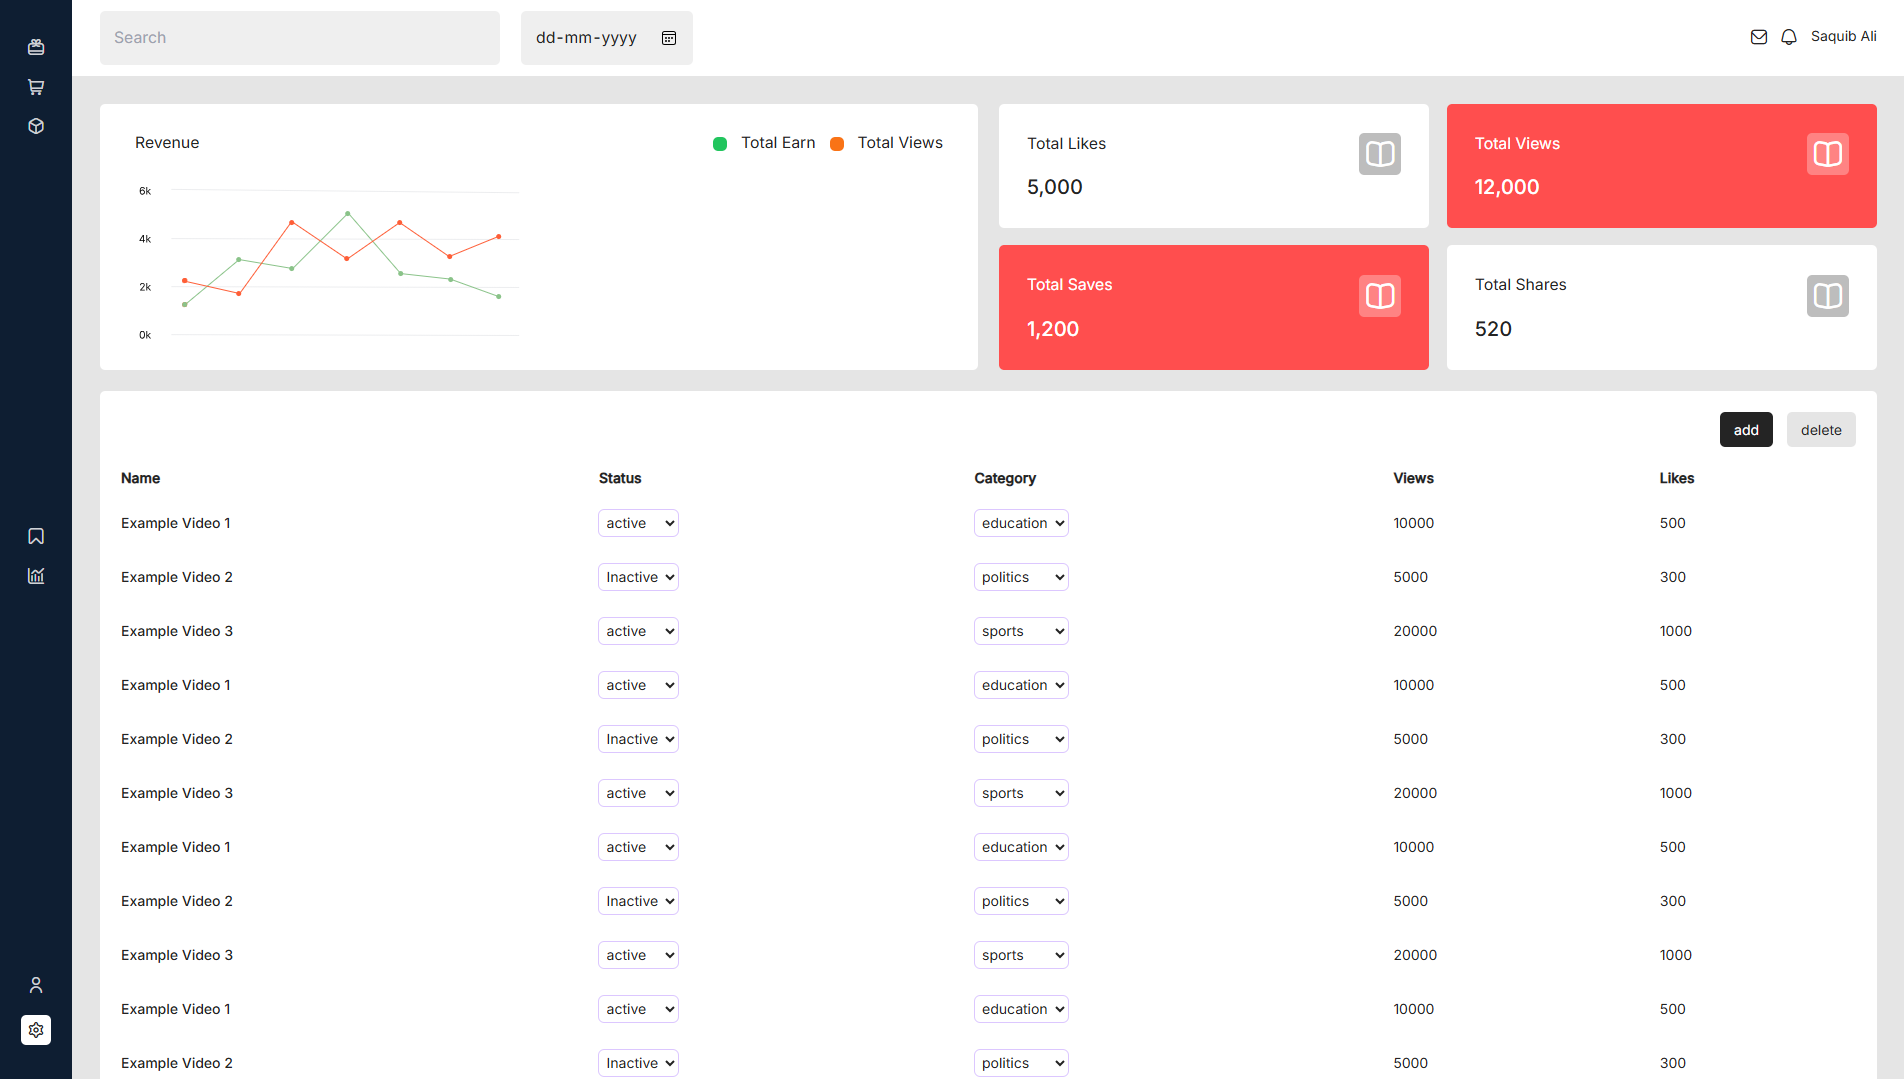 Search
dd-mm-yyyy
Saquib Ali
Revenue
Total Earn
Total Views
6k
4k
2k
0k
Total Likes
5,000
Total Views
12,000
Total Saves
1,200
Total Shares
520
add
delete
Name Status Category Views Likes
Example Video 1 active education 10000 500
Example Video 2 Inactive politics 5000 300
Example Video 3 active sports 20000 1000
Example Video 1 active education 10000 500
Example Video 2 Inactive politics 5000 300
Example Video 3 active sports 20000 1000
Example Video 1 active education 10000 500
Example Video 2 Inactive politics 5000 300
Example Video 3 active sports 20000 1000
Example Video 1 active education 10000 500
Example Video 2 Inactive politics 5000 300